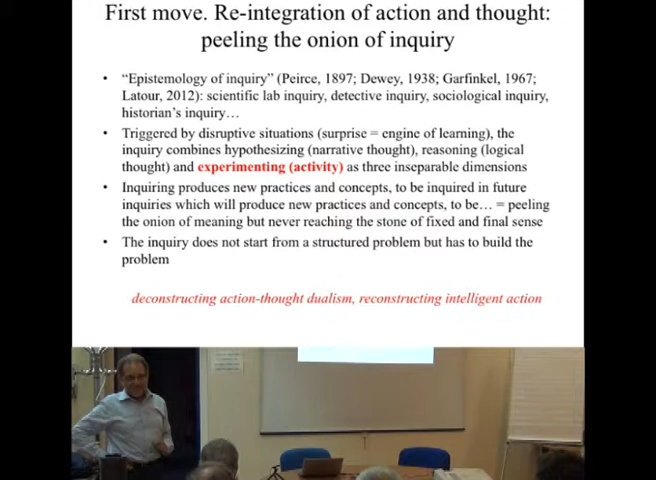 First move. Re-integration of action and thought:
peeling the onion of inquiry
• “Epistemology of inquiry” (Peirce, 1897; Dewey, 1938; Garfinkel, 1967;
Latour, 2012): scientific lab inquiry, detective inquiry, sociological inquiry,
historian’s inquiry…
• Triggered by disruptive situations (surprise = engine of learning), the
inquiry combines hypothesizing (narrative thought), reasoning (logical
thought) and experimenting (activity) as three inseparable dimensions
• Inquiring produces new practices and concepts, to be inquired in future
inquiries which will produce new practices and concepts, to be… = peeling
the onion of meaning but never reaching the stone of fixed and final sense
• The inquiry does not start from a structured problem but has to build the
problem
deconstructing action-thought dualism, reconstructing intelligent action